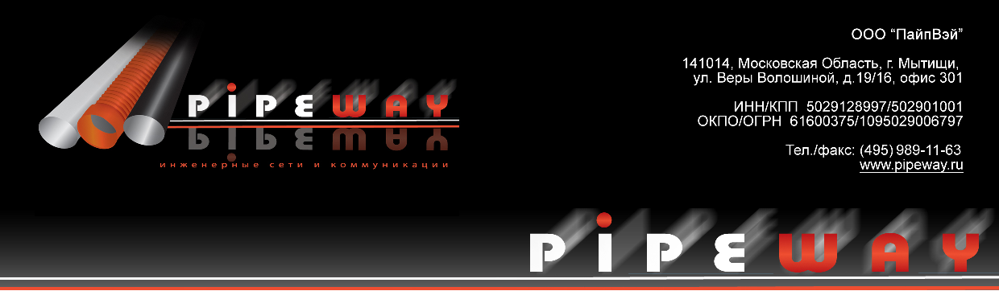 PiPEWAY
инженерные сети и коммуникации
ООО “ПайпВэй”
141014, Московская Область, г. Мытищи,
ул. Веры Волошиной, д.19/16, офис 301
ИНН/КПП 5029128997/502901001
ОКПО/ОГРН 61600375/1095029006797
Тел./факс: (495) 989-11-63
www.pipeway.ru
PiPEWAY